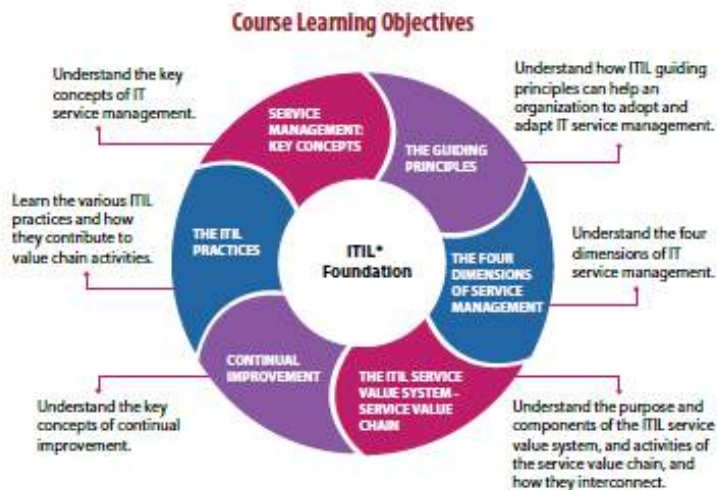 Course Learning Objectives
Understand the key
concepts of IT
service management.
SERVICE
MANAGEMENT:
KEY CONCEPTS
Understand how ITIL guiding
principles can help an
organization to adopt and
adapt IT service management.
THE GUIDING
PRINCIPLES
Learn the various ITIL
practices and how
they contribute to
value chain activities.
THE ITIL
PRACTICES
ITIL®
Foundation
Understand the four
dimensions of IT
service management.
THE FOUR
DIMENSIONS
OF SERVICE
MANAGEMENT
CONTINUAL
IMPROVEMENT
Understand the key
concepts of continual
improvement.
THE ITIL SERVICE
VALUE SYSTEM -
SERVICE VALUE
CHAIN
Understand the purpose and
components of the ITIL service
value system, and activities of
the service value chain, and
how they interconnect.